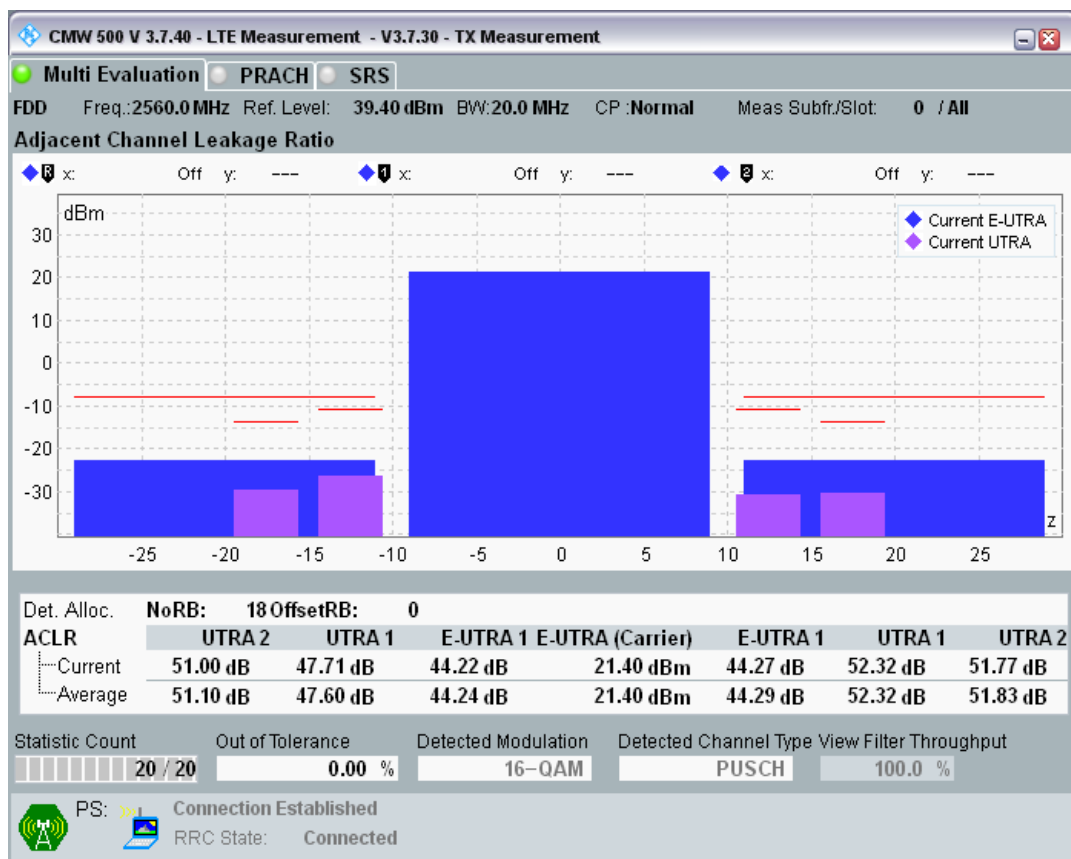 CMW 500 V 3.7.40 - LTE Measurement - V3.7.30 - TX Measurement
Multi Evaluation PRACH SRS
FDD Freq.:2560.0 MHz Ref. Level: 39.40 dBm BW:20.0 MHz CP :Normal Meas Subfr./Slot: 0 / All
Adjacent Channel Leakage Ratio
R x: Off y: --- 1 x: Off y: --- 2 x: Off y: ---
dBm
Current E-UTRA
Current UTRA
30
20
10
0
-10
-20
-30
z
-25 -20 -15 -10 -5 0 5 10 15 20 25
Det. Alloc. NoRB: 18 OffsetRB: 0
ACLR UTRA 2 UTRA 1 E-UTRA 1 E-UTRA (Carrier) E-UTRA 1 UTRA 1 UTRA 2
Current 51.00 dB 47.71 dB 44.22 dB 21.40 dBm 44.27 dB 52.32 dB 51.77 dB
Average 51.10 dB 47.60 dB 44.24 dB 21.40 dBm 44.29 dB 52.32 dB 51.83 dB
Statistic Count Out of Tolerance Detected Modulation Detected Channel Type View Filter Throughput
20 / 20 0.00 % 16-QAM PUSCH 100.0 %
PS: Connection Established
RRC State: Connected